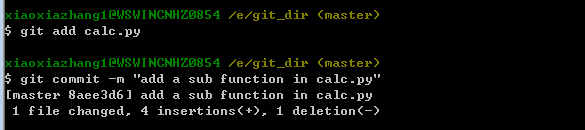 xiaoxiazhang1@WSWINCNHZ0854 /e/git_dir (master)
$ git add calc.py
xiaoxiazhang1@WSWINCNHZ0854 /e/git_dir (master)
$ git commit -m "add a sub function in calc.py"
[master 8aee3d6] add a sub function in calc.py
1 file changed, 4 insertions(+), 1 deletion(-)